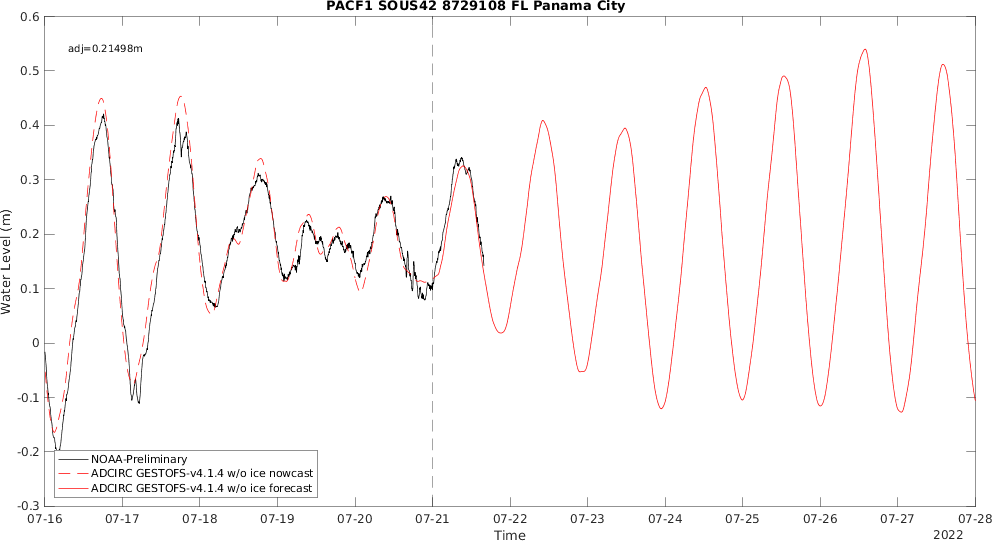 PACF1 SOUS42 8729108 FL Panama City
adj=0.21498m
Water Level (m)
0.6
0.5
0.4
0.3
0.2
0.1
0
-0.1
-0.2
-0.3
NOAA-Preliminary
ADCIRC GESTOFS-v4.1.4 w/o ice nowcast
ADCIRC GESTOFS-v4.1.4 w/o ice forecast
07-16 07-17 07-18 07-19 07-20 07-21 07-22 07-23 07-24 07-25 07-26 07-27 07-28
Time
2022